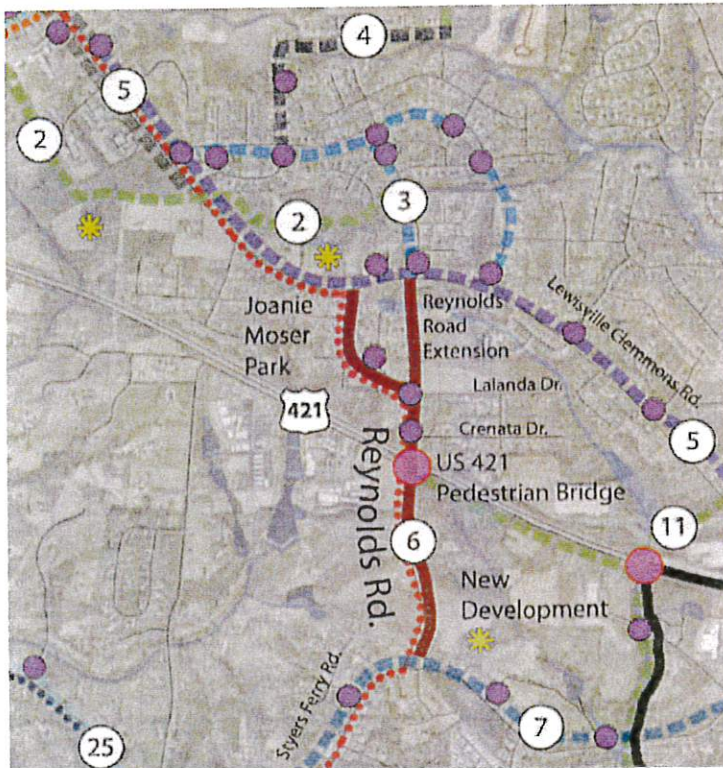 4
5
2
3
2
Joanie
Moser
Park
Reynolds
Road
Extension
Lewisville Clemmons Rd.
Lalanda Dr.
421
Crenata Dr.
5
Reynolds Rd.
US 421
Pedestrian Bridge
11
6
New
Development
Styers Ferry Rd.
7
25